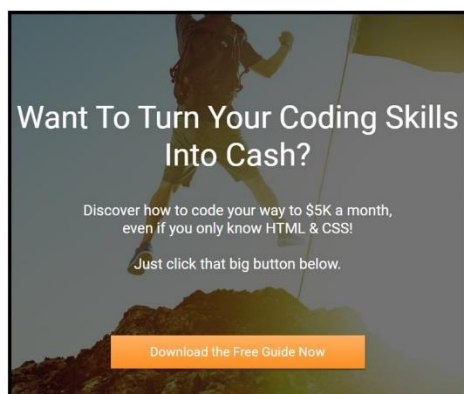 Want To Turn Your Coding Skills
Into Cash?
Discover how to code your way to $5K a month,
even if you only know HTML & CSS!
Just click that big button below.
Download the Free Guide Now